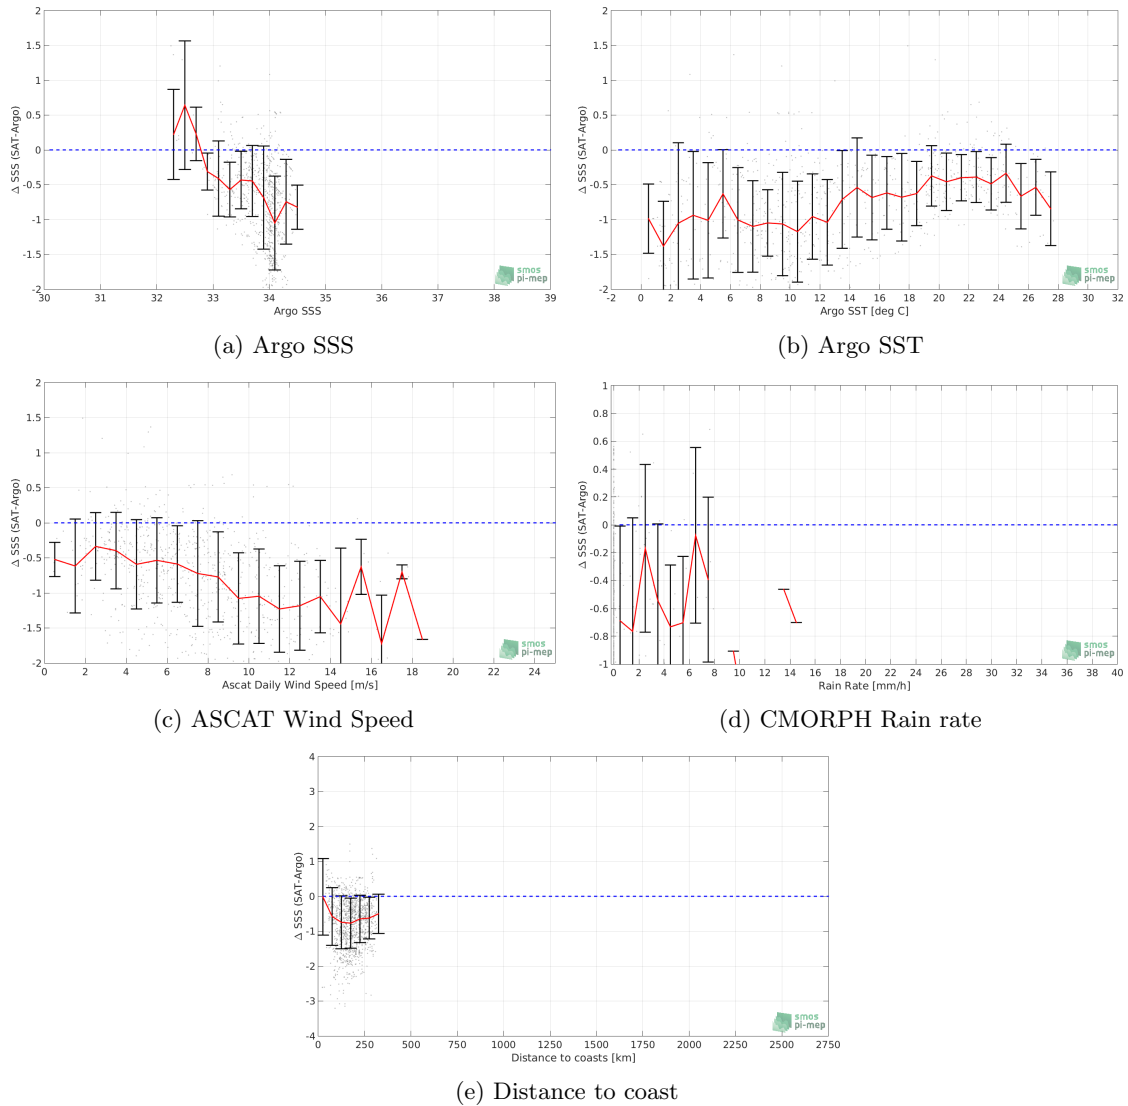 2
1.5
1
0.5
0
-0.5
-1
-1.5
-2
Δ SSS (SAT-Argo)
30 31 32 33 34 35 36 37 38 39
Argo SSS
smos
pi-mep
(a) Argo SSS
2
1.5
1
0.5
0
-0.5
-1
-1.5
-2
Δ SSS (SAT-Argo)
-2 0 2 4 6 8 10 12 14 16 18 20 22 24 26 28 30 32
Argo SST [deg C]
smos
pi-mep
(b) Argo SST
2
1.5
1
0.5
0
-0.5
-1
-1.5
-2
Δ SSS (SAT-Argo)
0 2 4 6 8 10 12 14 16 18 20 22 24
Ascat Daily Wind Speed [m/s]
smos
pi-mep
(c) ASCAT Wind Speed
1
0.8
0.6
0.4
0.2
0
-0.2
-0.4
-0.6
-0.8
-1
Δ SSS (SAT-Argo)
0 2 4 6 8 10 12 14 16 18 20 22 24 26 28 30 32 34 36 38 40
Rain Rate [mm/h]
smos
pi-mep
(d) CMORPH Rain rate
4
3
2
1
0
-1
-2
-3
-4
Δ SSS (SAT-Argo)
0 250 500 750 1000 1250 1500 1750 2000 2250 2500 2750
Distance to coasts [km]
smos
pi-mep
(e) Distance to coast